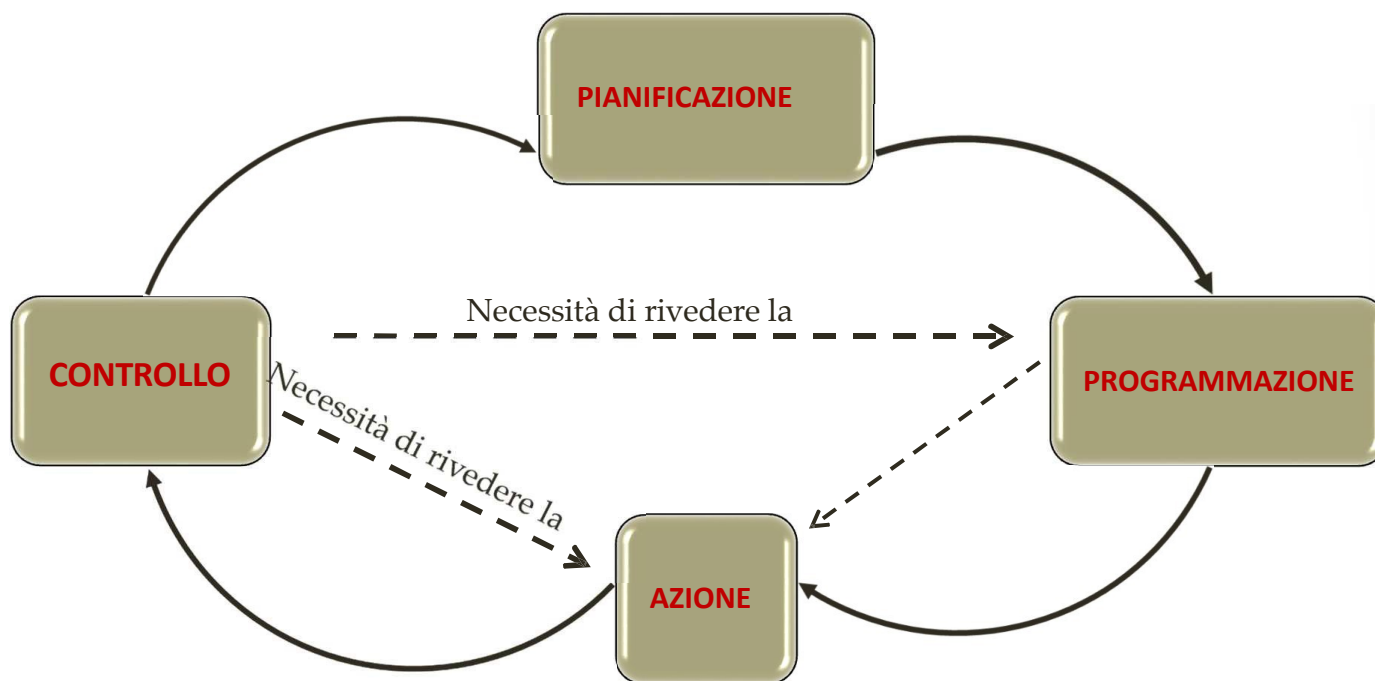 PIANIFICAZIONE
Necessità di rivedere la
CONTROLLO
PROGRAMMAZIONE
Necessità di rivedere la
AZIONE